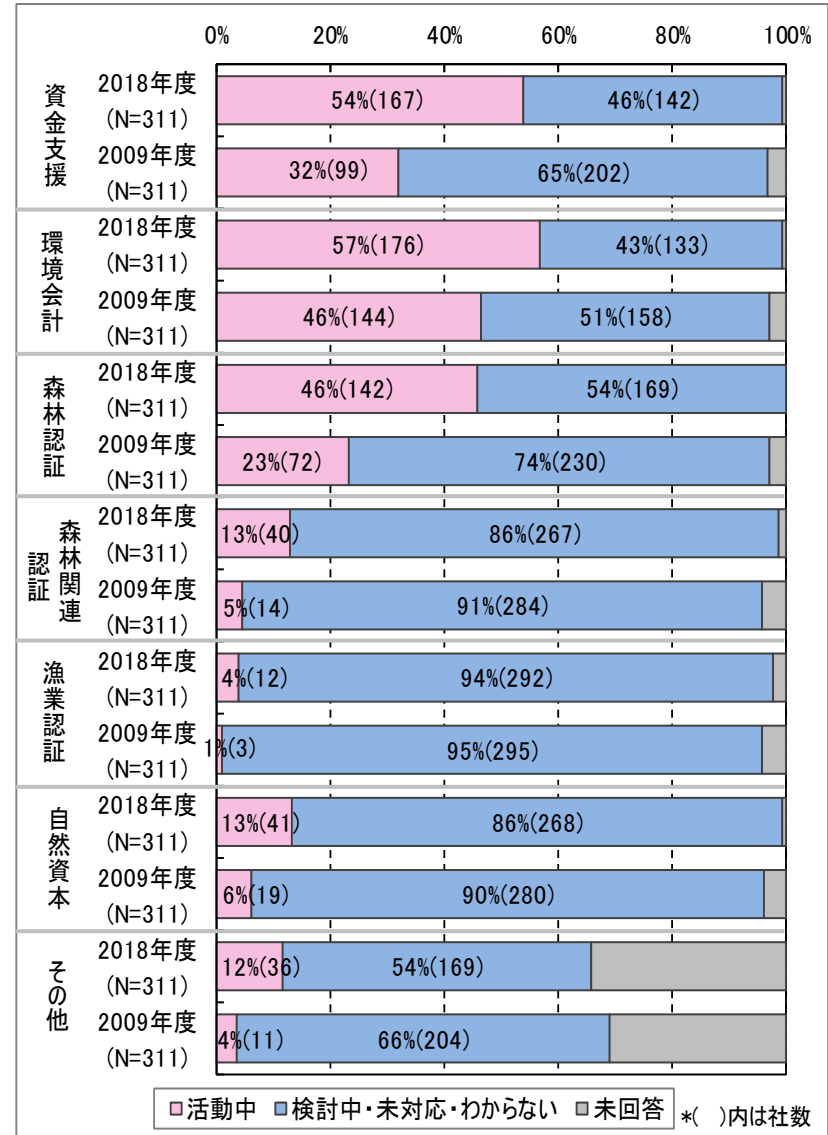 0% 20% 40% 60% 80% 100%
資金支援
2018年度
(N=311)
54%(167) 46%(142)
2009年度
(N=311)
32%(99) 65%(202)
環境会計
2018年度
(N=311)
57%(176) 43%(133)
2009年度
(N=311)
46%(144) 51%(158)
森林認証
2018年度
(N=311)
46%(142) 54%(169)
2009年度
(N=311)
23%(72) 74%(230)
森林関連
認証
2018年度
(N=311)
13%(40) 86%(267)
2009年度
(N=311)
5%(14) 91%(284)
漁業認証
2018年度
(N=311)
4%(12) 94%(292)
2009年度
(N=311)
1%(3) 95%(295)
自然資本
2018年度
(N=311)
13%(41) 86%(268)
2009年度
(N=311)
6%(19) 90%(280)
その他
2018年度
(N=311)
12%(36) 54%(169)
2009年度
(N=311)
4%(11) 66%(204)
活動中 検討中・未対応・わからない 未回答 *( )内は社数